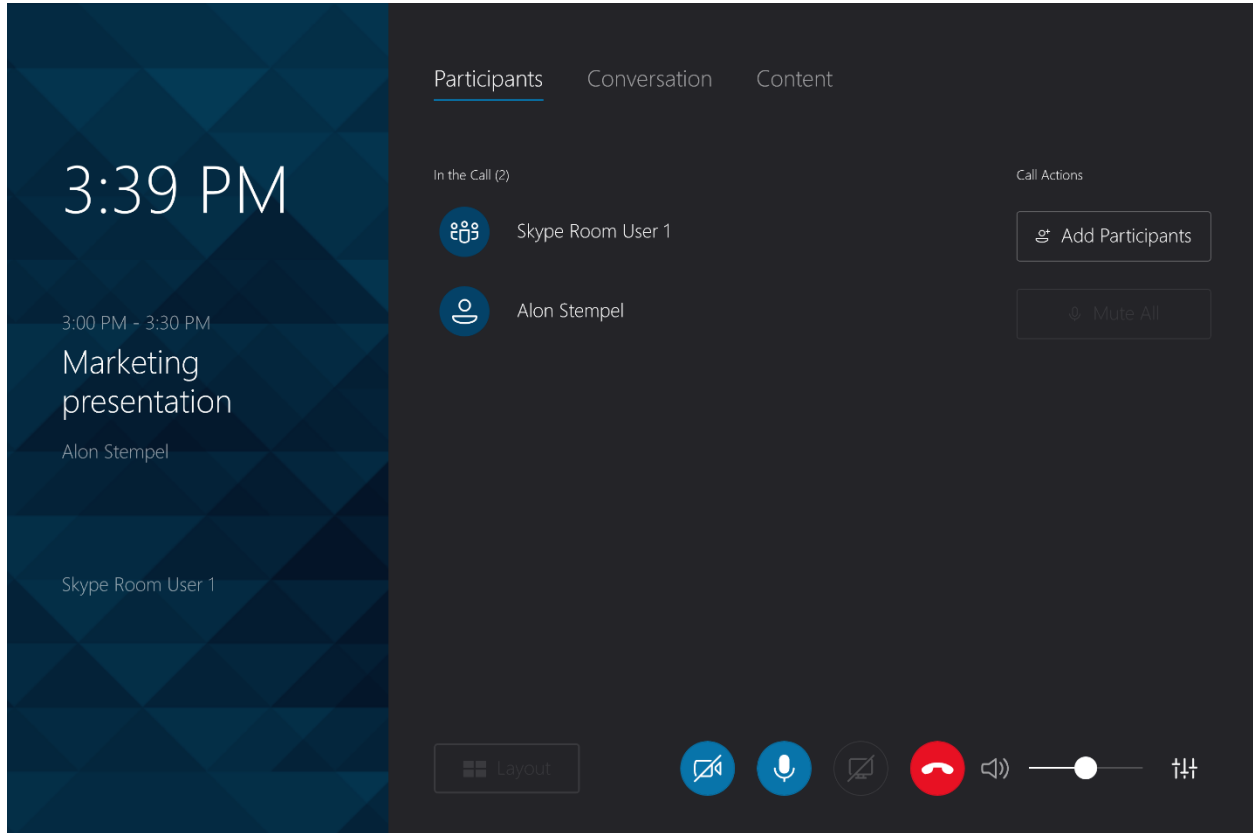 3:39 PM
3:00 PM - 3:30 PM
Marketing
presentation
Alon Stempel
Skype Room User 1
Participants
Conversation
Content
In the Call (2)
Skype Room User 1
Alon Stempel
Call Actions
Add Participants
Mute All
Layout